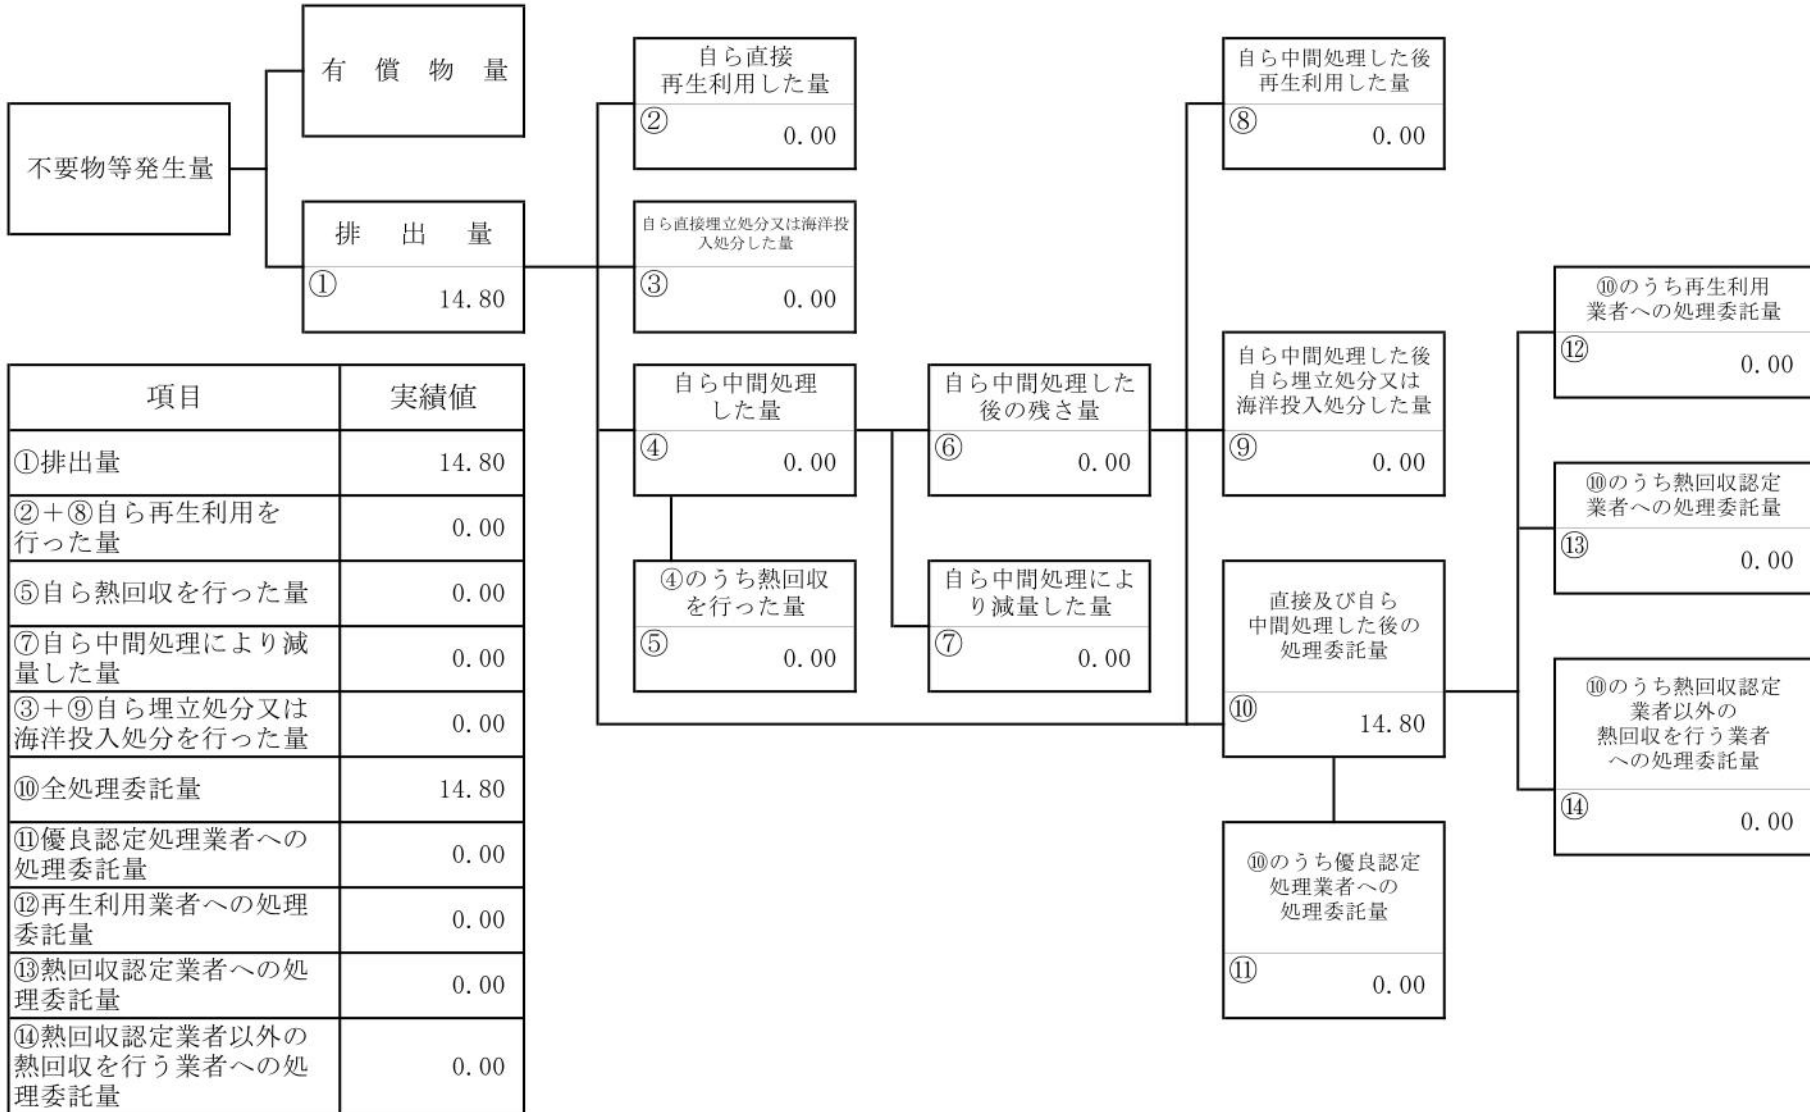 不要物等発生量
有 償 物 量
排 出 量
①
14.80
自ら直接
再生利用した量
②
0.00
自ら直接埋立処分又は海洋投
入処分した量
③
0.00
自ら中間処理
した量
④
0.00
④のうち熱回収
を行った量
⑤
0.00
自ら中間処理した
後の残さ量
⑥
0.00
自ら中間処理によ
り減量した量
⑦
0.00
自ら中間処理した後
再生利用した量
⑧
0.00
自ら中間処理した後
自ら埋立処分又は
海洋投入処分した量
⑨
0.00
直接及び自ら
中間処理した後の
処理委託量
⑩
14.80
⑩のうち優良認定
処理業者への
処理委託量
⑪
0.00
⑩のうち再生利用
業者への処理委託量
⑫
0.00
⑩のうち熱回収認定
業者への処理委託量
⑬
0.00
⑩のうち熱回収認定
業者以外の
熱回収を行う業者
への処理委託量
⑭
0.00
項目 実績値
①排出量 14.80
②＋⑧自ら再生利用を
行った量 0.00
⑤自ら熱回収を行った量 0.00
⑦自ら中間処理により減
量した量 0.00
③＋⑨自ら埋立処分又は
海洋投入処分を行った量 0.00
⑩全処理委託量 14.80
⑪優良認定処理業者への
処理委託量 0.00
⑫再生利用業者への処理
委託量 0.00
⑬熱回収認定業者への処
理委託量 0.00
⑭熱回収認定業者以外の
熱回収を行う業者への処
理委託量 0.00